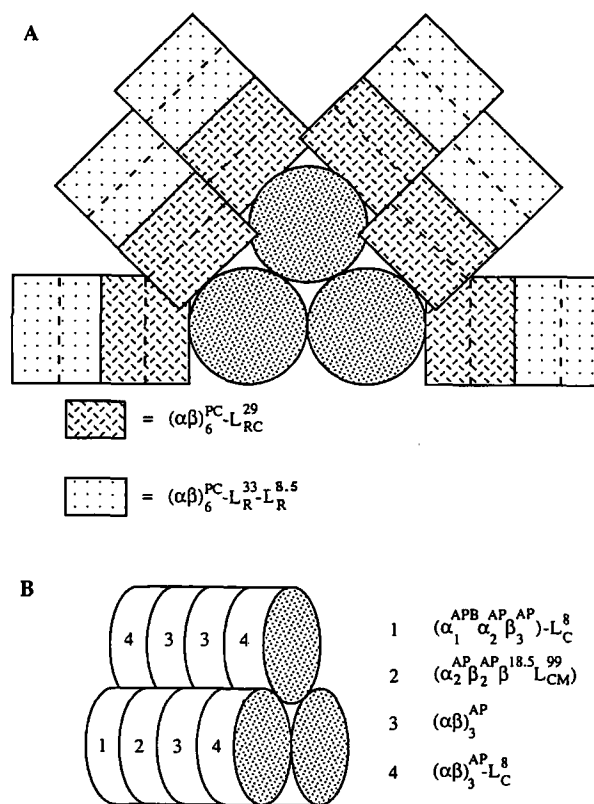 A
= (αβ)₆^PC-L_RC^29
= (αβ)₆^PC-L_R^33-L_R^8.5
B
4 3 3 4
1 2 3 4
1 (α₁^APB α₂^AP β₃^AP)-L_C^8
2 (α₂^AP β₂^AP β^18.5 L_CM^99)
3 (αβ)₃^AP
4 (αβ)₃^AP-L_C^8